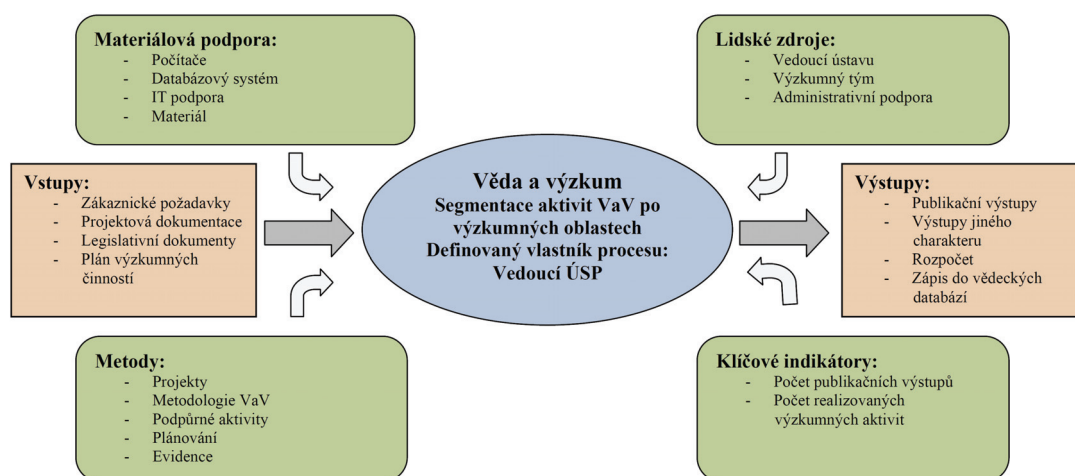 Materiálová podpora:
- Počítače
- Databázový systém
- IT podpora
- Materiál
Lidské zdroje:
- Vedoucí ústavu
- Výzkumný tým
- Administrativní podpora
Vstupy:
- Zákaznické požadavky
- Projektová dokumentace
- Legislativní dokumenty
- Plán výzkumných
činností
Věda a výzkum
Segmentace aktivit VaV po
výzkumných oblastech
Definovaný vlastník procesu:
Vedoucí ÚSP
Výstupy:
- Publikační výstupy
- Výstupy jiného
charakteru
- Rozpočet
- Zápis do vědeckých
databází
Metody:
- Projekty
- Metodologie VaV
- Podpůrné aktivity
- Plánování
- Evidence
Klíčové indikátory:
- Počet publikačních výstupů
- Počet realizovaných
výzkumných aktivit